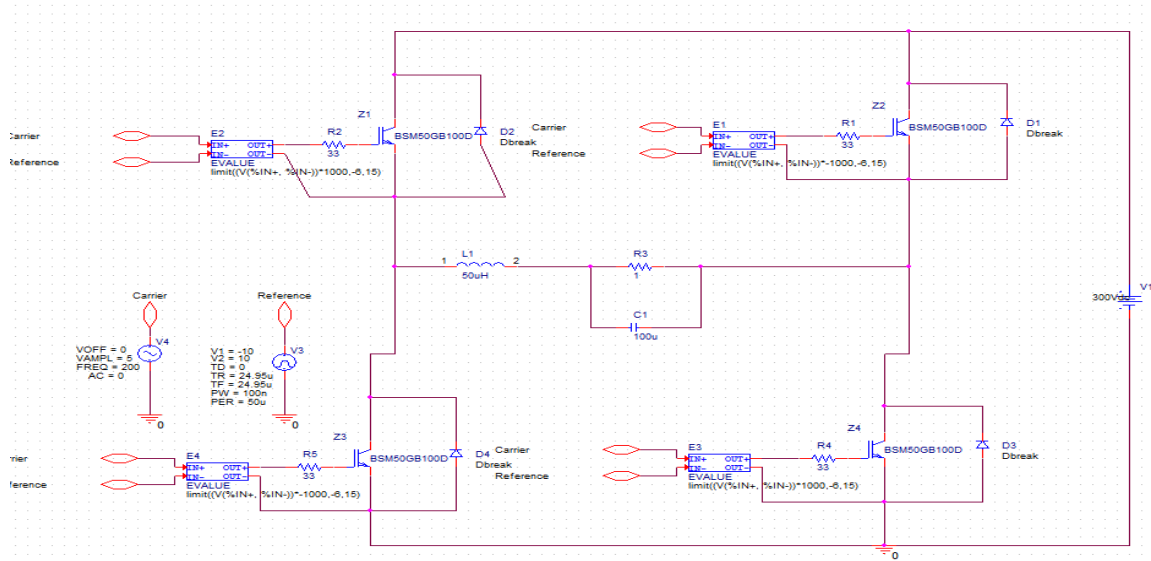 Z1
Z2
Carrier
E2
R2
BSM50GB100D
D2
Dbreak
Carrier
E1
R1
BSM50GB100D
D1
Dbreak
IN+ OUT+
IN- OUT-
33
Reference
EVALUE
limit((V(%IN+, %IN-))*1000,-6,15)
Reference
IN+ OUT+
IN- OUT-
33
EVALUE
limit((V(%IN+, %IN-))*-1000,-6,15)
L1
1 2
50uH
R3
1
C1
100u
V1
300Vdc
Carrier
Reference
V4
VOFF = 0
VAMPL = 5
FREQ = 200
AC = 0
0
V3
V1 = -10
V2 = 10
TD = 0
TR = 24.95u
TF = 24.95u
PW = 100n
PER = 50u
0
Z3
Z4
rrier
E4
R5
BSM50GB100D
D4
Dbreak
Carrier
E3
R4
BSM50GB100D
D3
Dbreak
IN+ OUT+
IN- OUT-
33
eference
EVALUE
limit((V(%IN+, %IN-))*-1000,-6,15)
Reference
IN+ OUT+
IN- OUT-
33
EVALUE
limit((V(%IN+, %IN-))*1000,-6,15)
0